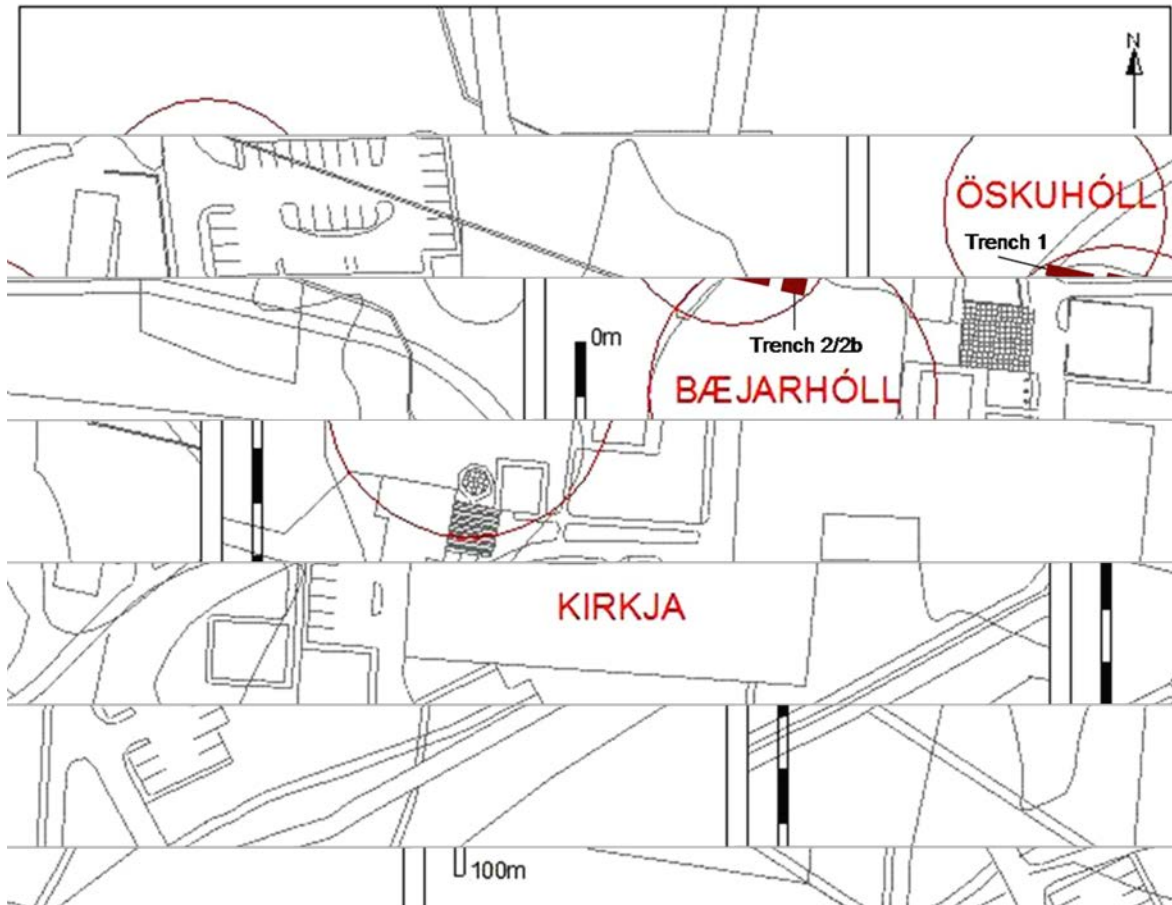 N
ÖSKUHÓLL
Trench 1
0m
Trench 2/2b
BÆJARHÓLL
KIRKJA
100m